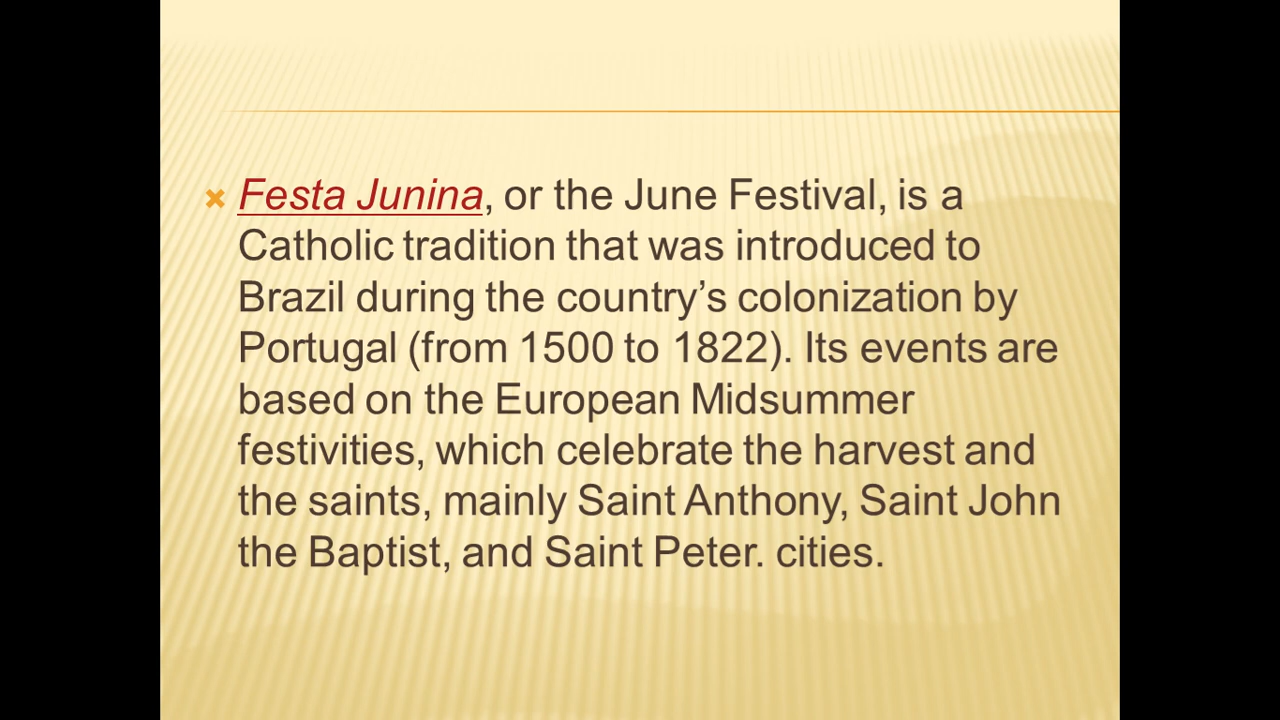 Festa Junina, or the June Festival, is a
Catholic tradition that was introduced to
Brazil during the country’s colonization by
Portugal (from 1500 to 1822). Its events are
based on the European Midsummer
festivities, which celebrate the harvest and
the saints, mainly Saint Anthony, Saint John
the Baptist, and Saint Peter. cities.